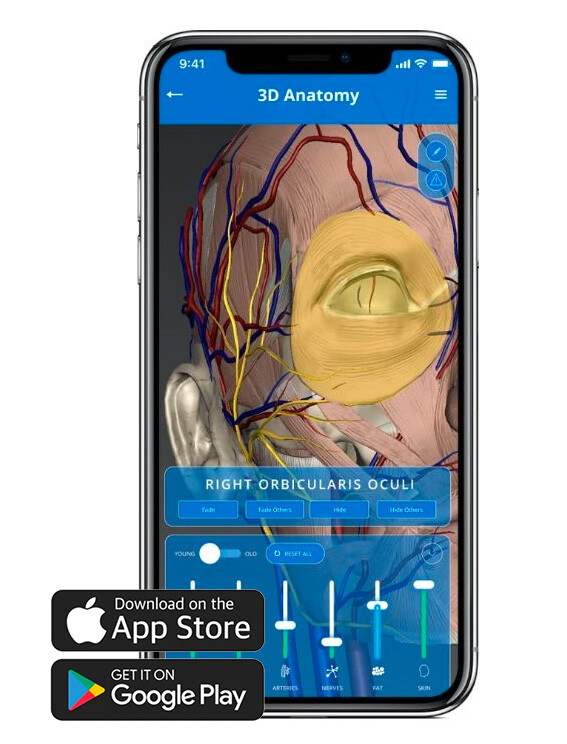 9:41
3D Anatomy
RIGHT ORBICULARIS OCULI
Fade Fade Others Hide Hide Others
YOUNG OLD RESET ALL
ARTERIES NERVES FAT SKIN
Download on the
App Store
GET IT ON
Google Play